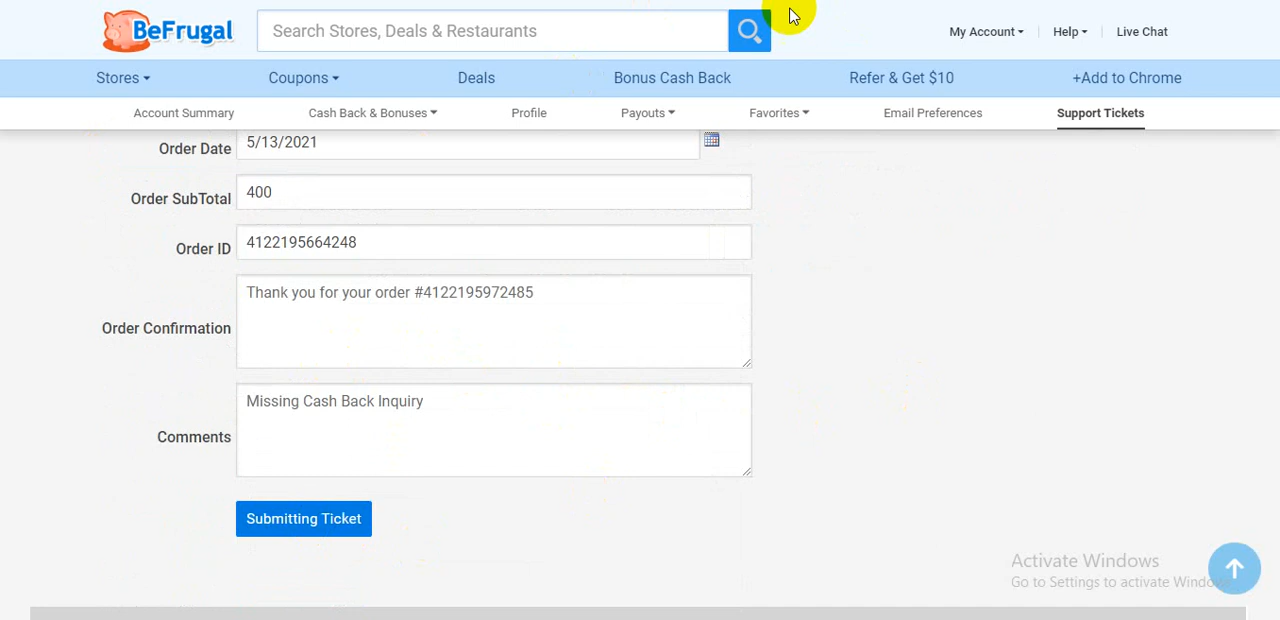 BeFrugal
Search Stores, Deals & Restaurants
My Account
Help
Live Chat
Stores
Coupons
Deals
Bonus Cash Back
Refer & Get $10
+Add to Chrome
Account Summary
Cash Back & Bonuses
Profile
Payouts
Favorites
Email Preferences
Support Tickets
Order Date 5/13/2021
Order SubTotal 400
Order ID 4122195664248
Order Confirmation Thank you for your order #4122195972485
Comments Missing Cash Back Inquiry
Submitting Ticket
Activate Windows
Go to Settings to activate Windows.